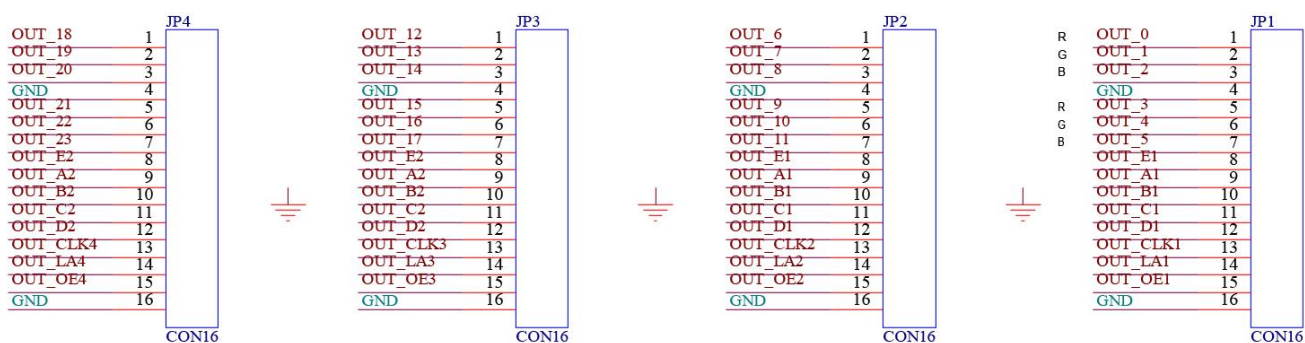 JP4 JP3 JP2 JP1
OUT_18 1 OUT_12 1 OUT_6 1 R OUT_0 1
OUT_19 2 OUT_13 2 OUT_7 2 G OUT_1 2
OUT_20 3 OUT_14 3 OUT_8 3 B OUT_2 3
GND 4 GND 4 GND 4 GND 4
OUT_21 5 OUT_15 5 OUT_9 5 R OUT_3 5
OUT_22 6 OUT_16 6 OUT_10 6 G OUT_4 6
OUT_23 7 OUT_17 7 OUT_11 7 B OUT_5 7
OUT_E2 8 OUT_E2 8 OUT_E1 8 OUT_E1 8
OUT_A2 9 OUT_A2 9 OUT_A1 9 OUT_A1 9
OUT_B2 10 OUT_B2 10 OUT_B1 10 OUT_B1 10
OUT_C2 11 OUT_C2 11 OUT_C1 11 OUT_C1 11
OUT_D2 12 OUT_D2 12 OUT_D1 12 OUT_D1 12
OUT_CLK4 13 OUT_CLK3 13 OUT_CLK2 13 OUT_CLK1 13
OUT_LA4 14 OUT_LA3 14 OUT_LA2 14 OUT_LA1 14
OUT_OE4 15 OUT_OE3 15 OUT_OE2 15 OUT_OE1 15
GND 16 GND 16 GND 16 GND 16
CON16 CON16 CON16 CON16